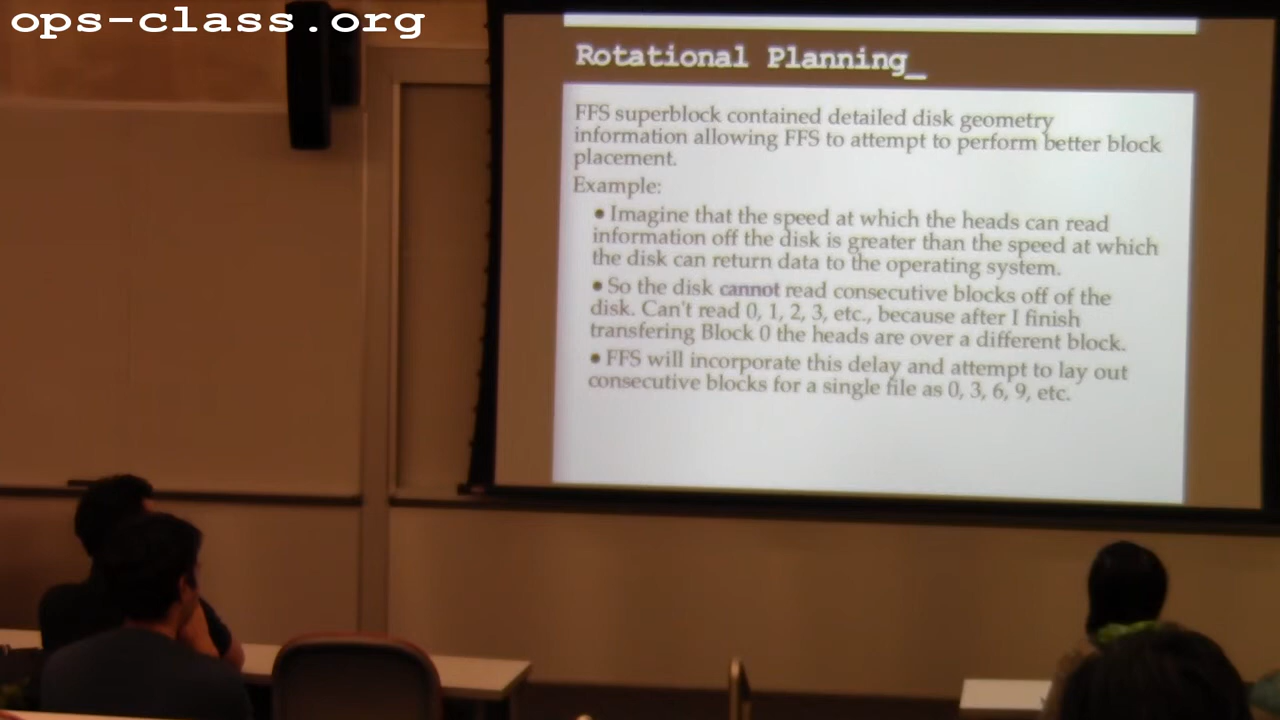 ops-class.org
Rotational Planning_
FFS superblock contained detailed disk geometry
information allowing FFS to attempt to perform better block
placement.
Example:
• Imagine that the speed at which the heads can read
information off the disk is greater than the speed at which
the disk can return data to the operating system.
• So the disk cannot read consecutive blocks off of the
disk. Can't read 0, 1, 2, 3, etc., because after I finish
transfering Block 0 the heads are over a different block.
• FFS will incorporate this delay and attempt to lay out
consecutive blocks for a single file as 0, 3, 6, 9, etc.